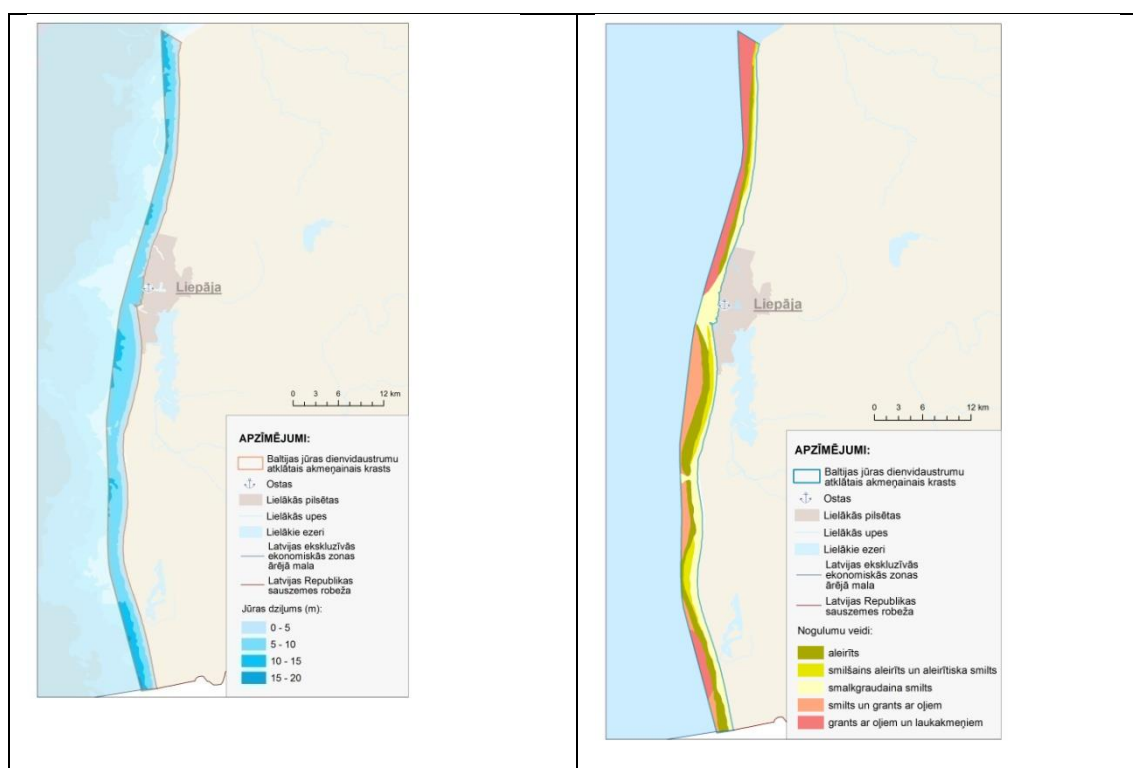 Liepāja
0 3 6 12 km
APZĪMĒJUMI:
Baltijas jūras dienvidaustrumu
atklātais akmeņainais krasts
Ostas
Lielākās pilsētas
Lielākās upes
Lielākie ezeri
Latvijas ekskluzīvās
ekonomiskās zonas
ārējā mala
Latvijas Republikas
sauszemes robeža
Jūras dziļums (m):
0 - 5
5 - 10
10 - 15
15 - 20
Liepāja
0 3 6 12 km
APZĪMĒJUMI:
Baltijas jūras dienvidaustrumu
atklātais akmeņainais krasts
Ostas
Lielākās pilsētas
Lielākās upes
Lielākie ezeri
Latvijas ekskluzīvās
ekonomiskās zonas
ārējā mala
Latvijas Republikas
sauszemes robeža
Nogulumu veidi:
aleirīts
smilšains aleirīts un aleirītiska smilts
smalkgraudaina smilts
smilts un grants ar oļiem
grants ar oļiem un laukakmeņiem